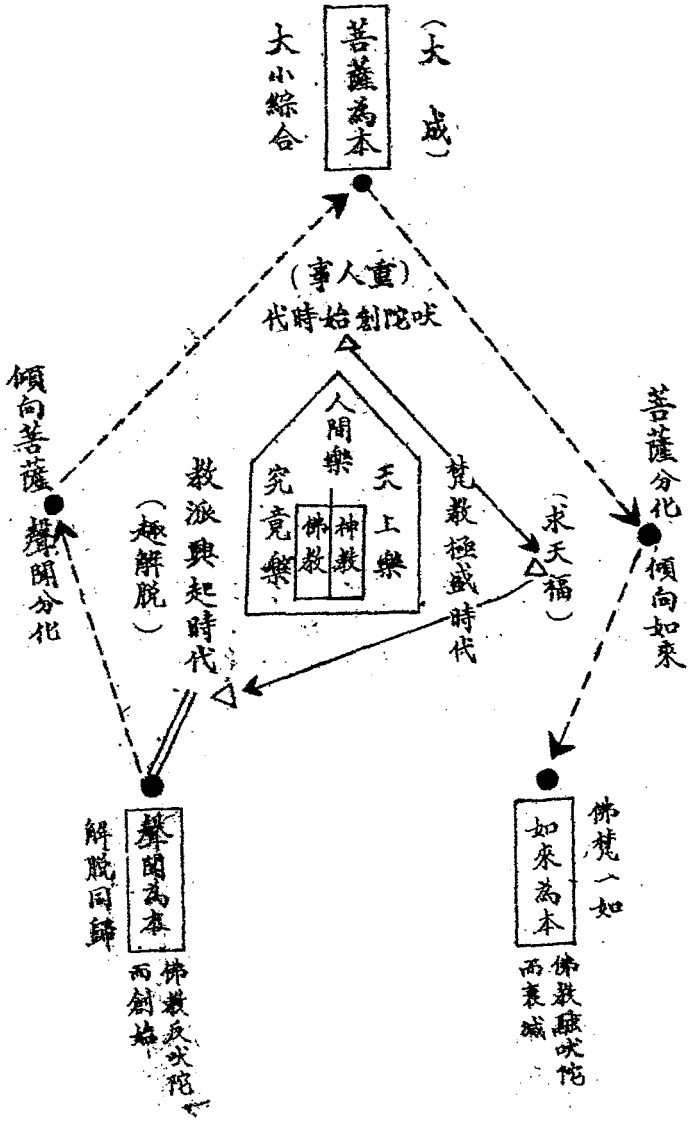 （大成）
菩薩為本
大小綜合
（重人事）
吠陀創始時代
傾向菩薩
聲聞分化
菩薩分化
傾向如來
人間樂
天上樂
究竟樂
神教
佛教
梵教極盛時代
（求天福）
教派興起時代
（趣解脫）
聲聞為本
解脫同歸
佛教反吠陀
而創始
如來為本
佛梵一如
佛教融吠陀
而衰滅